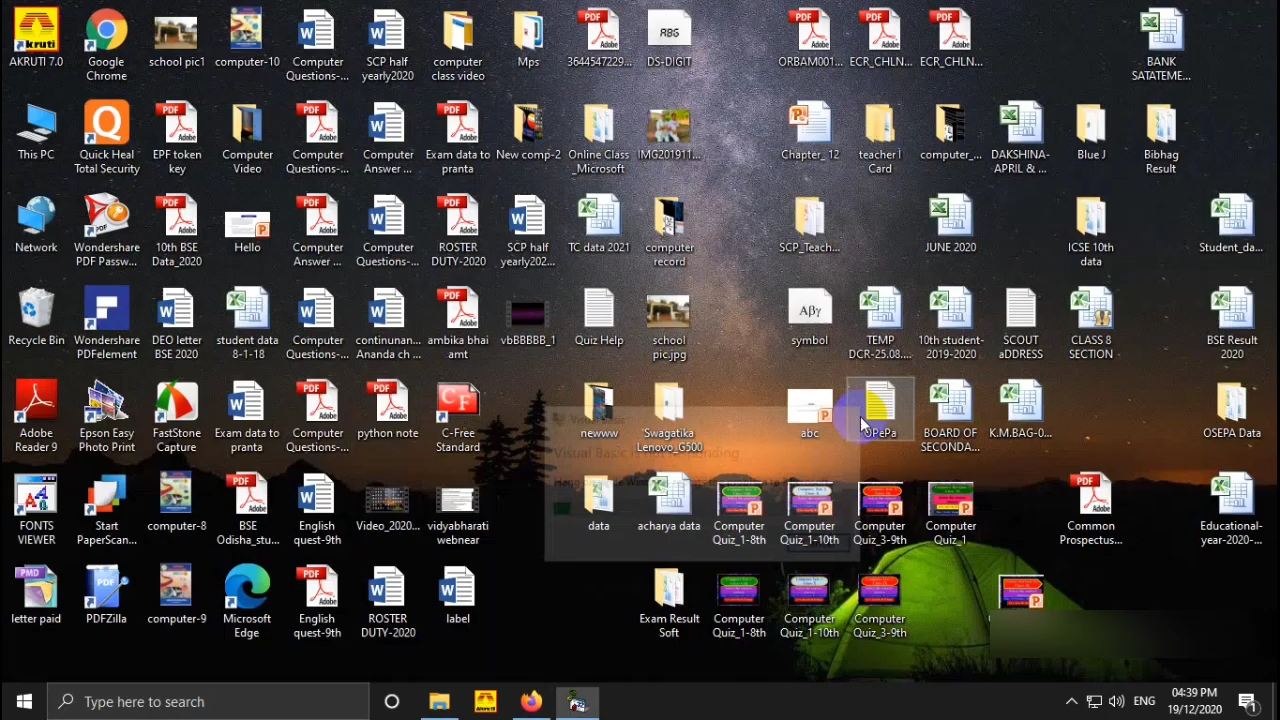 AKRUTI 7.0
Google
Chrome
school pic1
computer-10
Computer
Questions-...
SCP half
yearly2020
computer
class video
Mps
3644547229...
DS-DIGIT
ORBAM001...
ECR_CHLN...
ECR_CHLN...
BANK
SATATEME...
This PC
Quick Heal
Total Security
EPF token
key
Computer
Video
Computer
Questions-...
Computer
Answer ...
Exam data to
pranta
New comp-2
Online Class
_Microsoft
IMG201911...
Chapter_ 12
teacher I
Card
computer_...
DAKSHINA-
APRIL & ...
Blue J
Bibhag
Result
Network
Wondershare
PDF Passw...
10th BSE
Data_2020
Hello
Computer
Answer ...
Computer
Questions-...
ROSTER
DUTY-2020
SCP half
yearly202...
TC data 2021
computer
record
SCP_Teach...
JUNE 2020
ICSE 10th
data
Student_da...
Recycle Bin
Wondershare
PDFelement
DEO letter
BSE 2020
student data
8-1-18
Computer
Questions-...
continunan...
Ananda ch ...
ambika bhai
amt
vbBBBBB_1
Quiz Help
school
pic.jpg
symbol
TEMP
DCR-25.08....
10th student-
2019-2020
SCOUT
aDDRESS
CLASS 8
SECTION
BSE Result
2020
Adobe
Reader 9
Epson Easy
Photo Print
FastStone
Capture
Exam data to
pranta
Computer
Questions-...
python note
C-Free
Standard
newww
Swagatika
Lenovo_G500
abc
OPePa
BOARD OF
SECONDA...
K.M.BAG-0...
OSEPA Data
Visual Basic is not responding
FONTS
VIEWER
Start
PaperScan...
computer-8
BSE
Odisha_stu...
English
quest-9th
Video_2020...
vidyabharati
webnear
data
acharya data
Computer
Quiz_1-8th
Computer
Quiz_1-10th
Computer
Quiz_3-9th
Computer
Quiz_1
Common
Prospectus...
Educational-
year-2020-...
letter paid
PDFZilla
computer-9
Microsoft
Edge
English
quest-9th
ROSTER
DUTY-2020
label
Exam Result
Soft
Computer
Quiz_1-8th
Computer
Quiz_1-10th
Computer
Quiz_3-9th
Type here to search
ENG
04:39 PM
19/12/2020